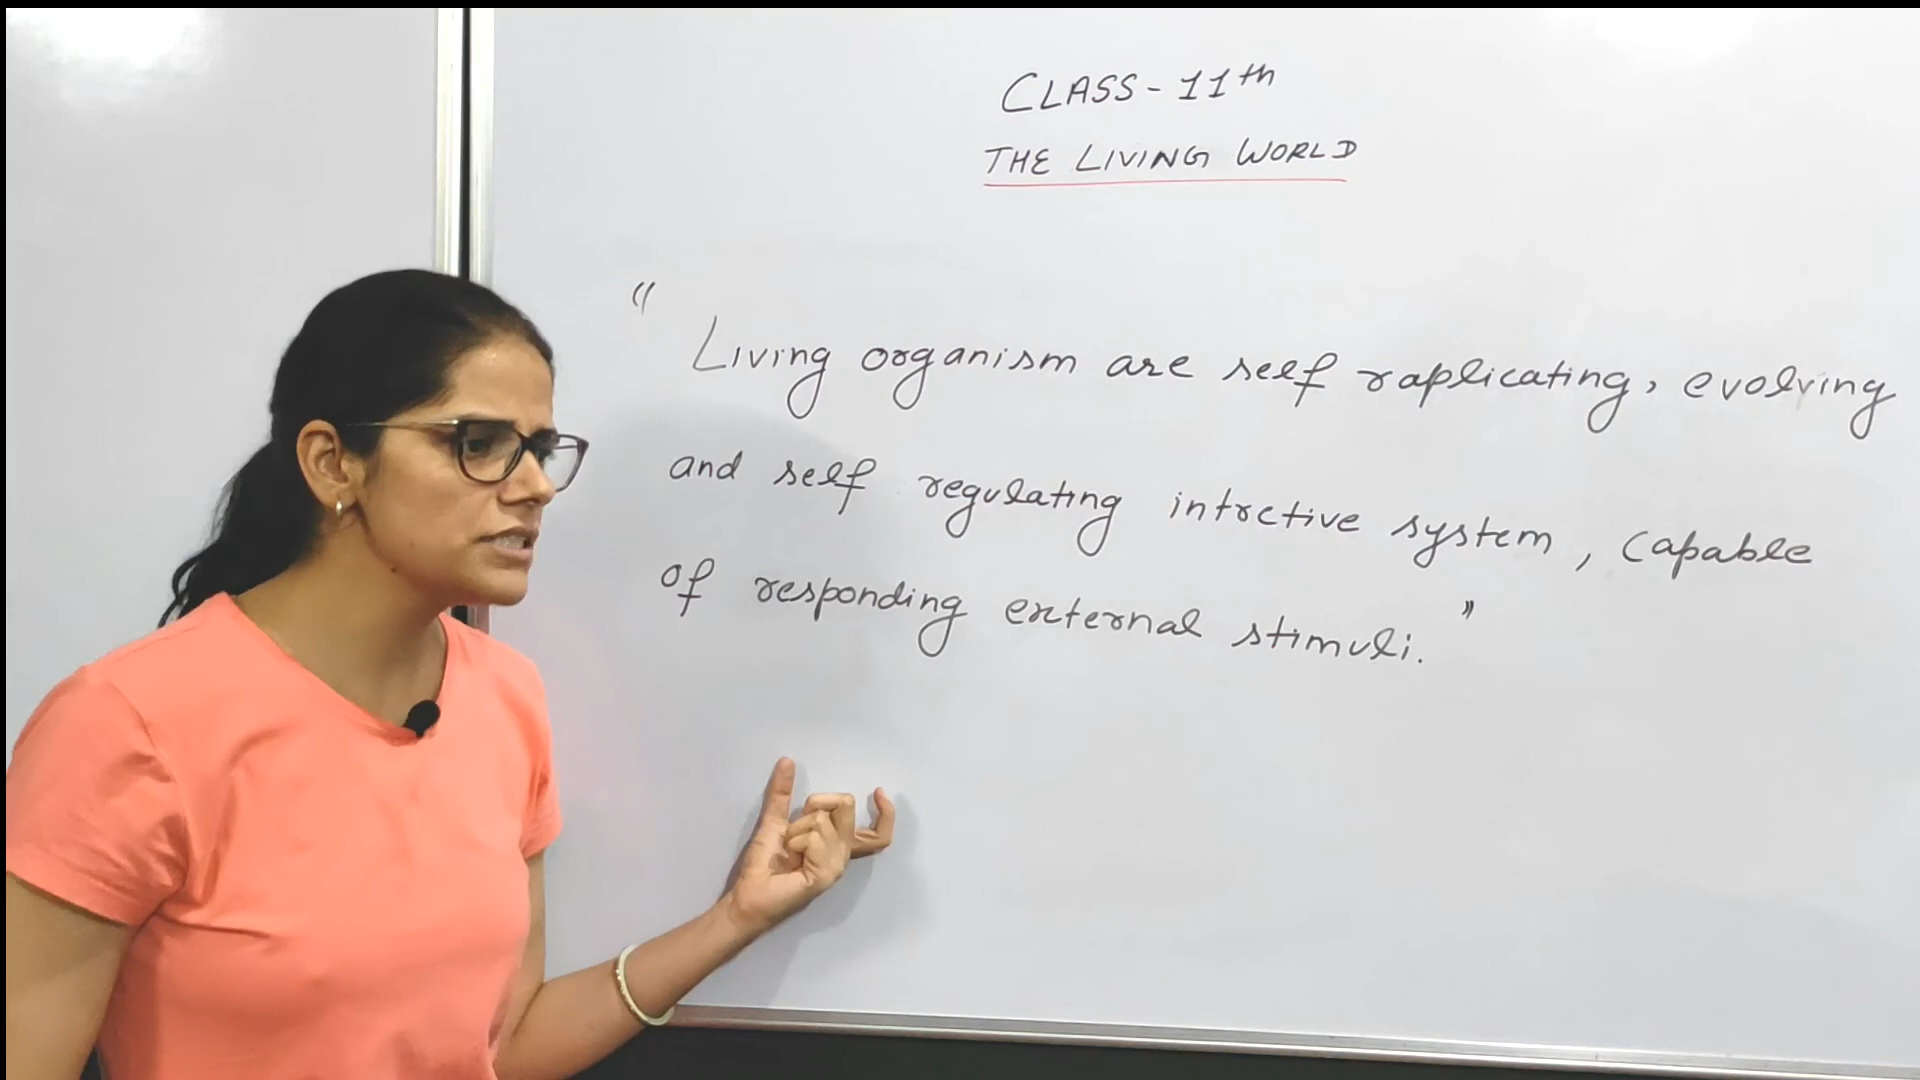 CLASS - 11th
THE LIVING WORLD
"Living organism are self raplicating, evolving
and self regulating intrctive system, capable
of responding external stimuli."